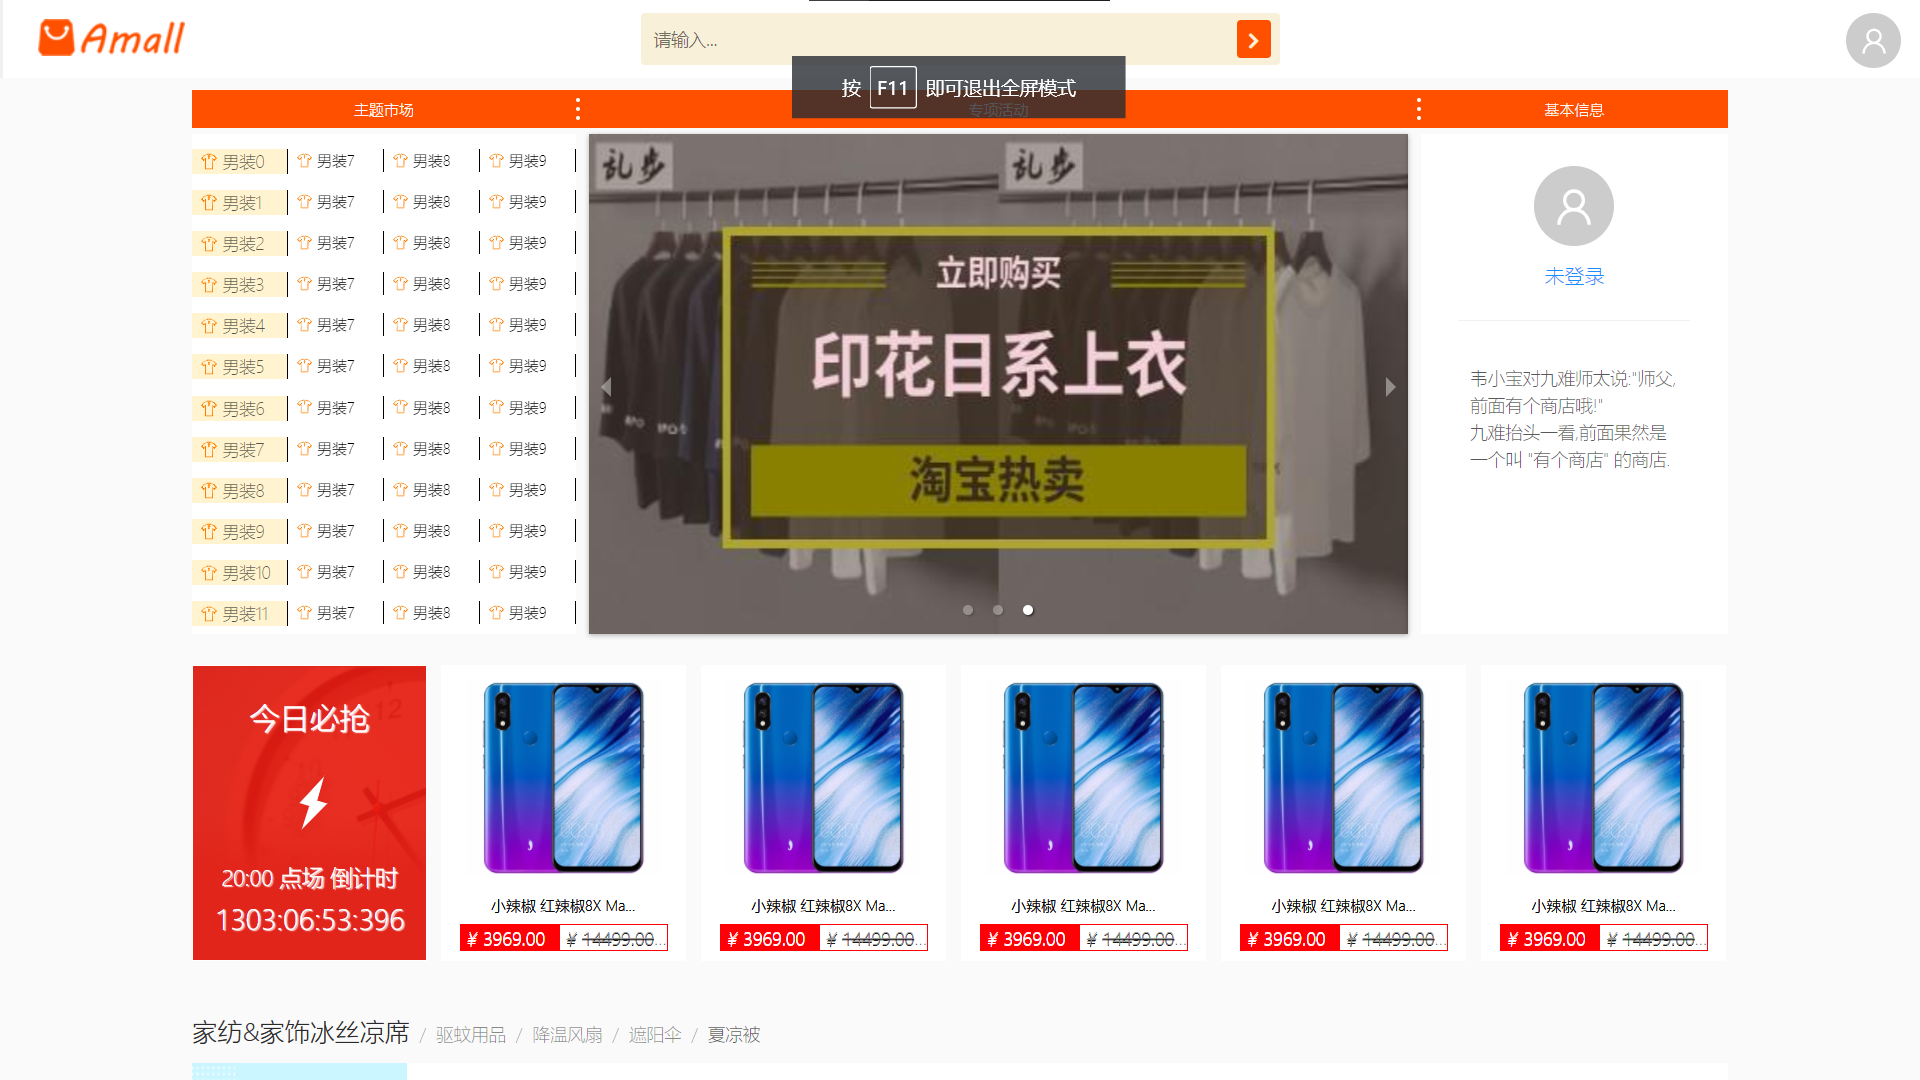 Amall
请输入...
按 F11 即可退出全屏模式
主题市场
专项活动
基本信息
男装0 男装7 男装8 男装9
男装1 男装7 男装8 男装9
男装2 男装7 男装8 男装9
男装3 男装7 男装8 男装9
男装4 男装7 男装8 男装9
男装5 男装7 男装8 男装9
男装6 男装7 男装8 男装9
男装7 男装7 男装8 男装9
男装8 男装7 男装8 男装9
男装9 男装7 男装8 男装9
男装10 男装7 男装8 男装9
男装11 男装7 男装8 男装9
乱步
乱步
立即购买
印花日系上衣
淘宝热卖
未登录
韦小宝对九难师太说:"师父,
前面有个商店哦!"
九难抬头一看,前面果然是
一个叫 "有个商店" 的商店.
今日必抢
20:00 点场 倒计时
1303:06:53:396
小辣椒 红辣椒8X Ma...
¥ 3969.00 ¥ 14499.00...
小辣椒 红辣椒8X Ma...
¥ 3969.00 ¥ 14499.00...
小辣椒 红辣椒8X Ma...
¥ 3969.00 ¥ 14499.00...
小辣椒 红辣椒8X Ma...
¥ 3969.00 ¥ 14499.00...
小辣椒 红辣椒8X Ma...
¥ 3969.00 ¥ 14499.00...
家纺&家饰冰丝凉席 / 驱蚊用品 / 降温风扇 / 遮阳伞 / 夏凉被